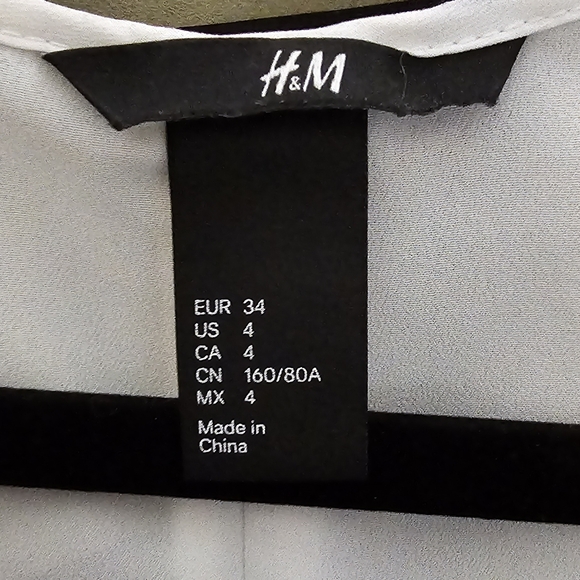 H&M
EUR 34
US 4
CA 4
CN 160/80A
MX 4
Made in
China